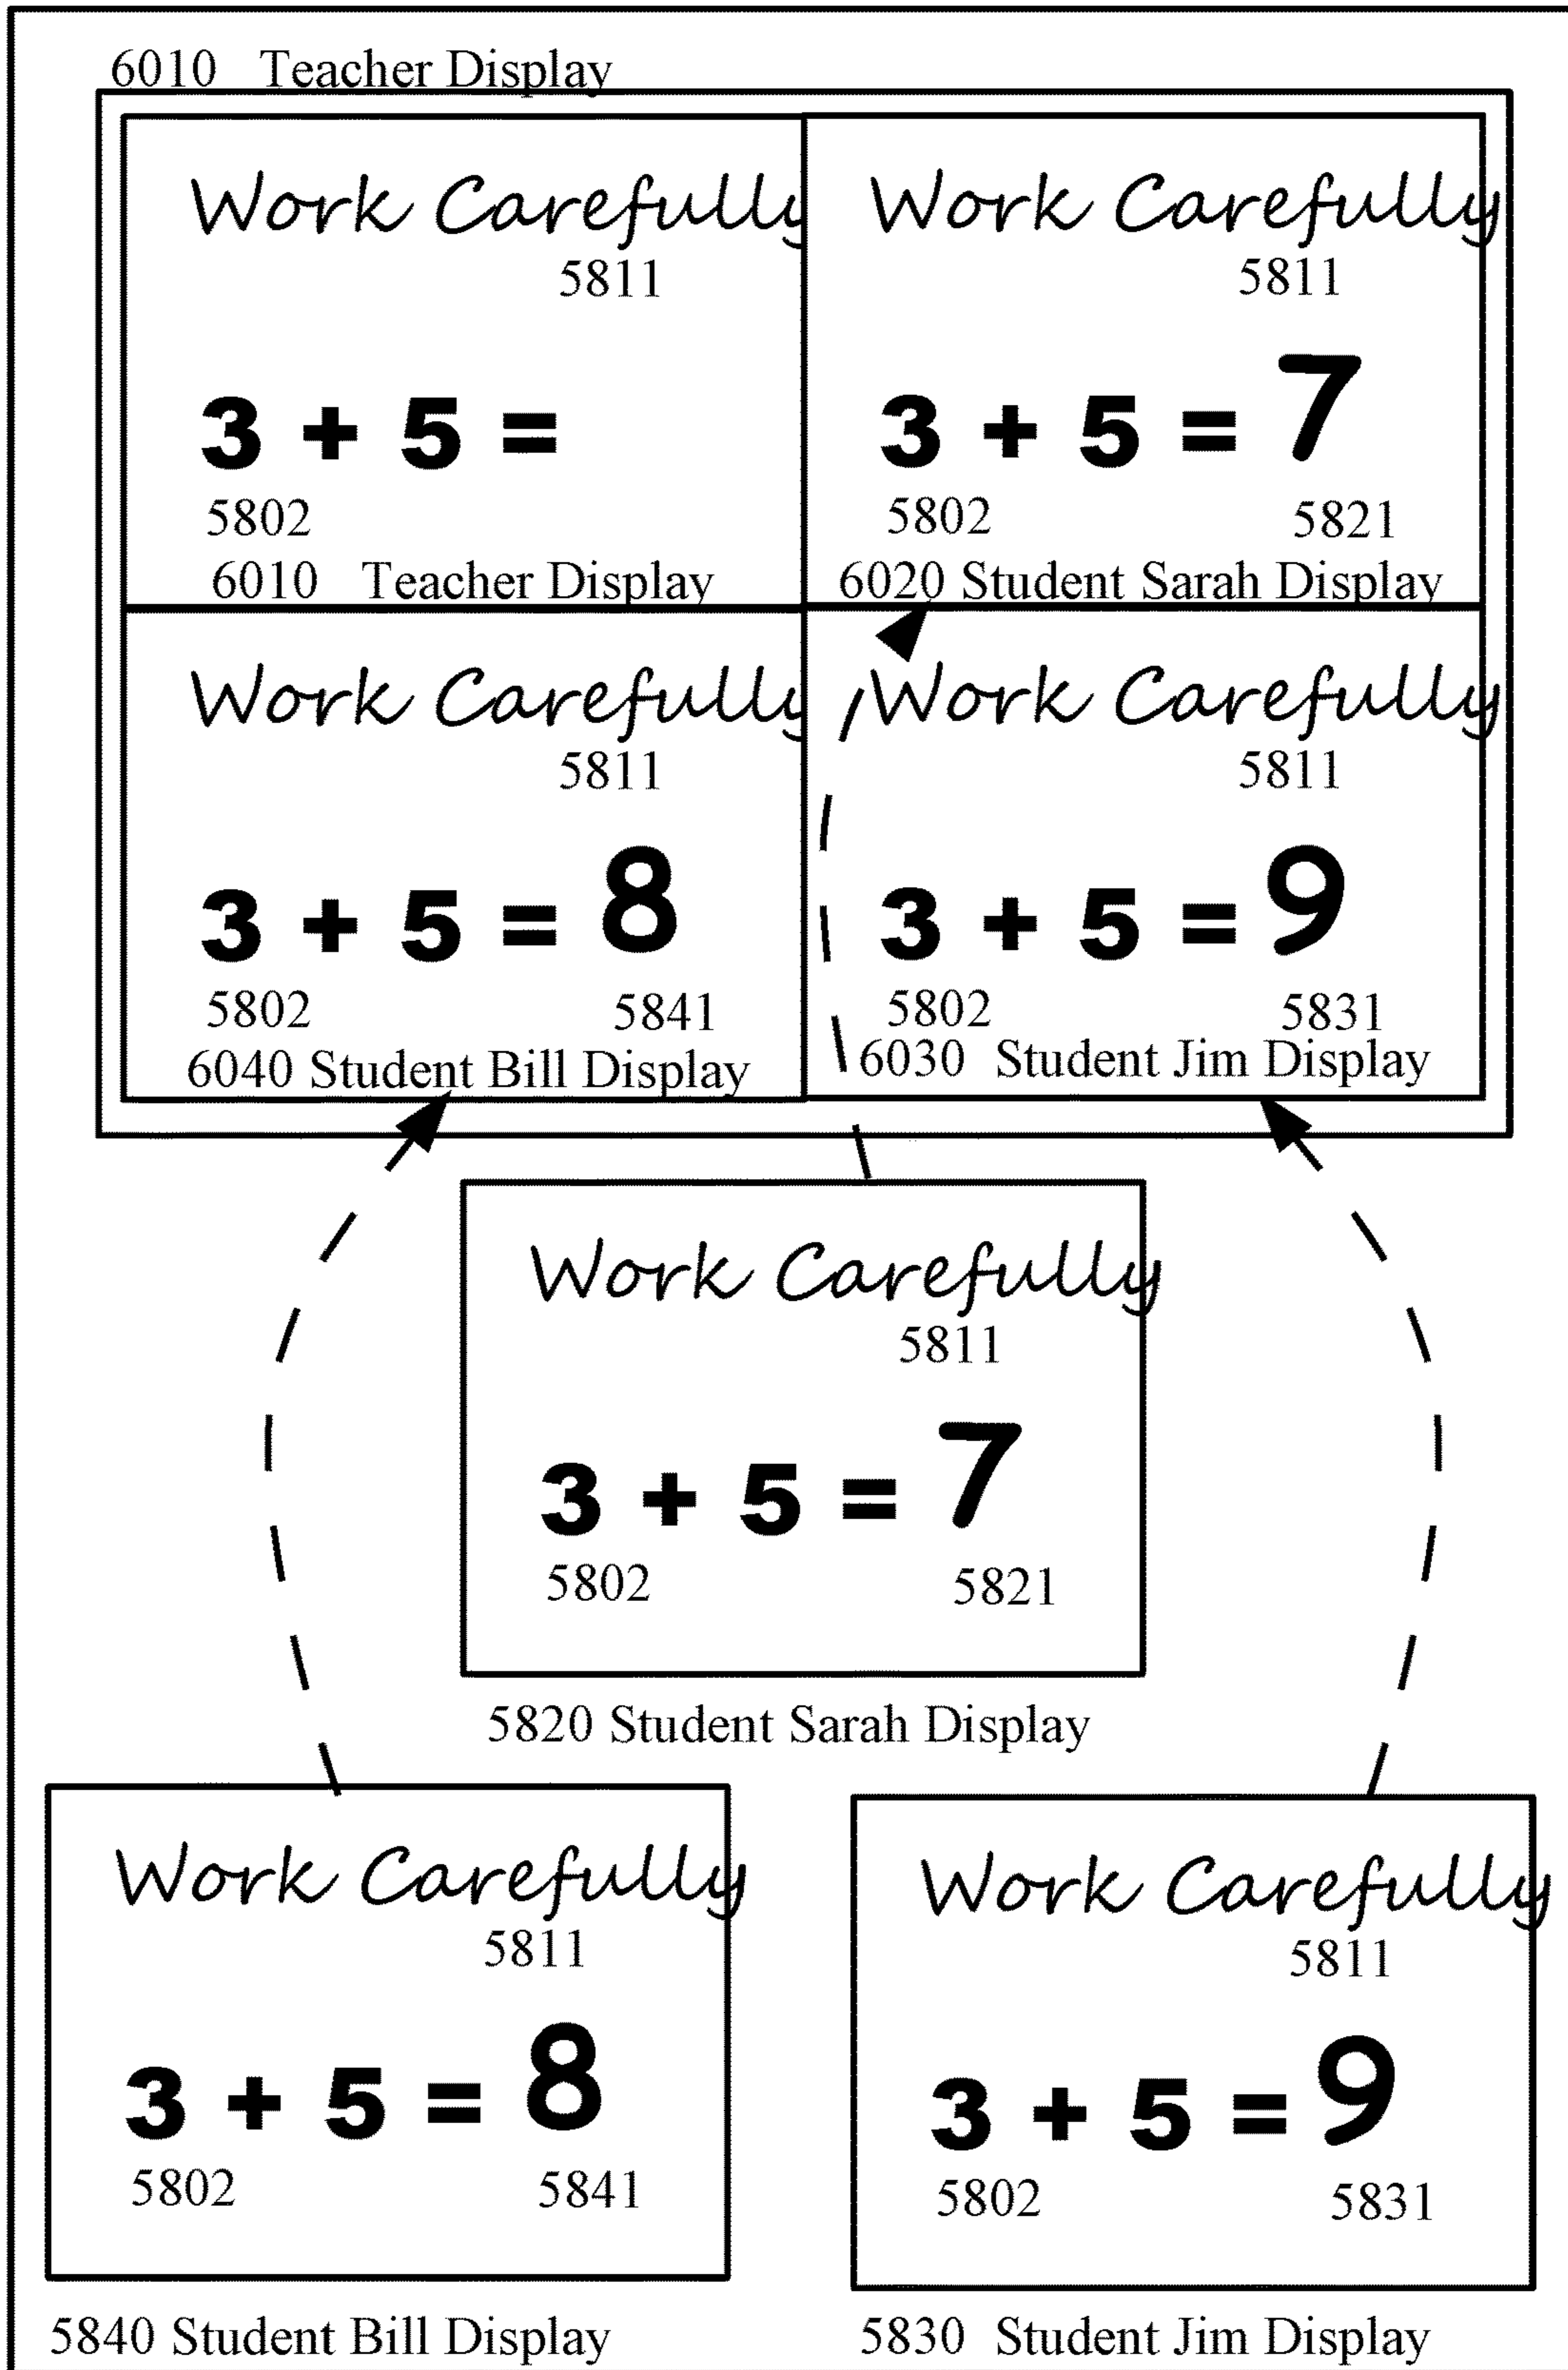 6010 Teacher Display
Work Carefully
5811
3 + 5 =
5802
6010 Teacher Display
Work Carefully
5811
3 + 5 = 7
5802 5821
6020 Student Sarah Display
Work Carefully
5811
3 + 5 = 8
5802 5841
6040 Student Bill Display
Work Carefully
5811
3 + 5 = 9
5802 5831
6030 Student Jim Display
Work Carefully
5811
3 + 5 = 7
5802 5821
5820 Student Sarah Display
Work Carefully
5811
3 + 5 = 8
5802 5841
5840 Student Bill Display
Work Carefully
5811
3 + 5 = 9
5802 5831
5830 Student Jim Display